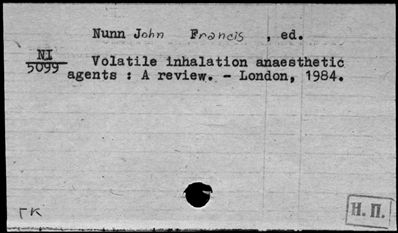 Nunn John Francis , ed.
NI
5099
Volatile inhalation anaesthetic
agents : A review. - London, 1984.
ГК
Н. П.